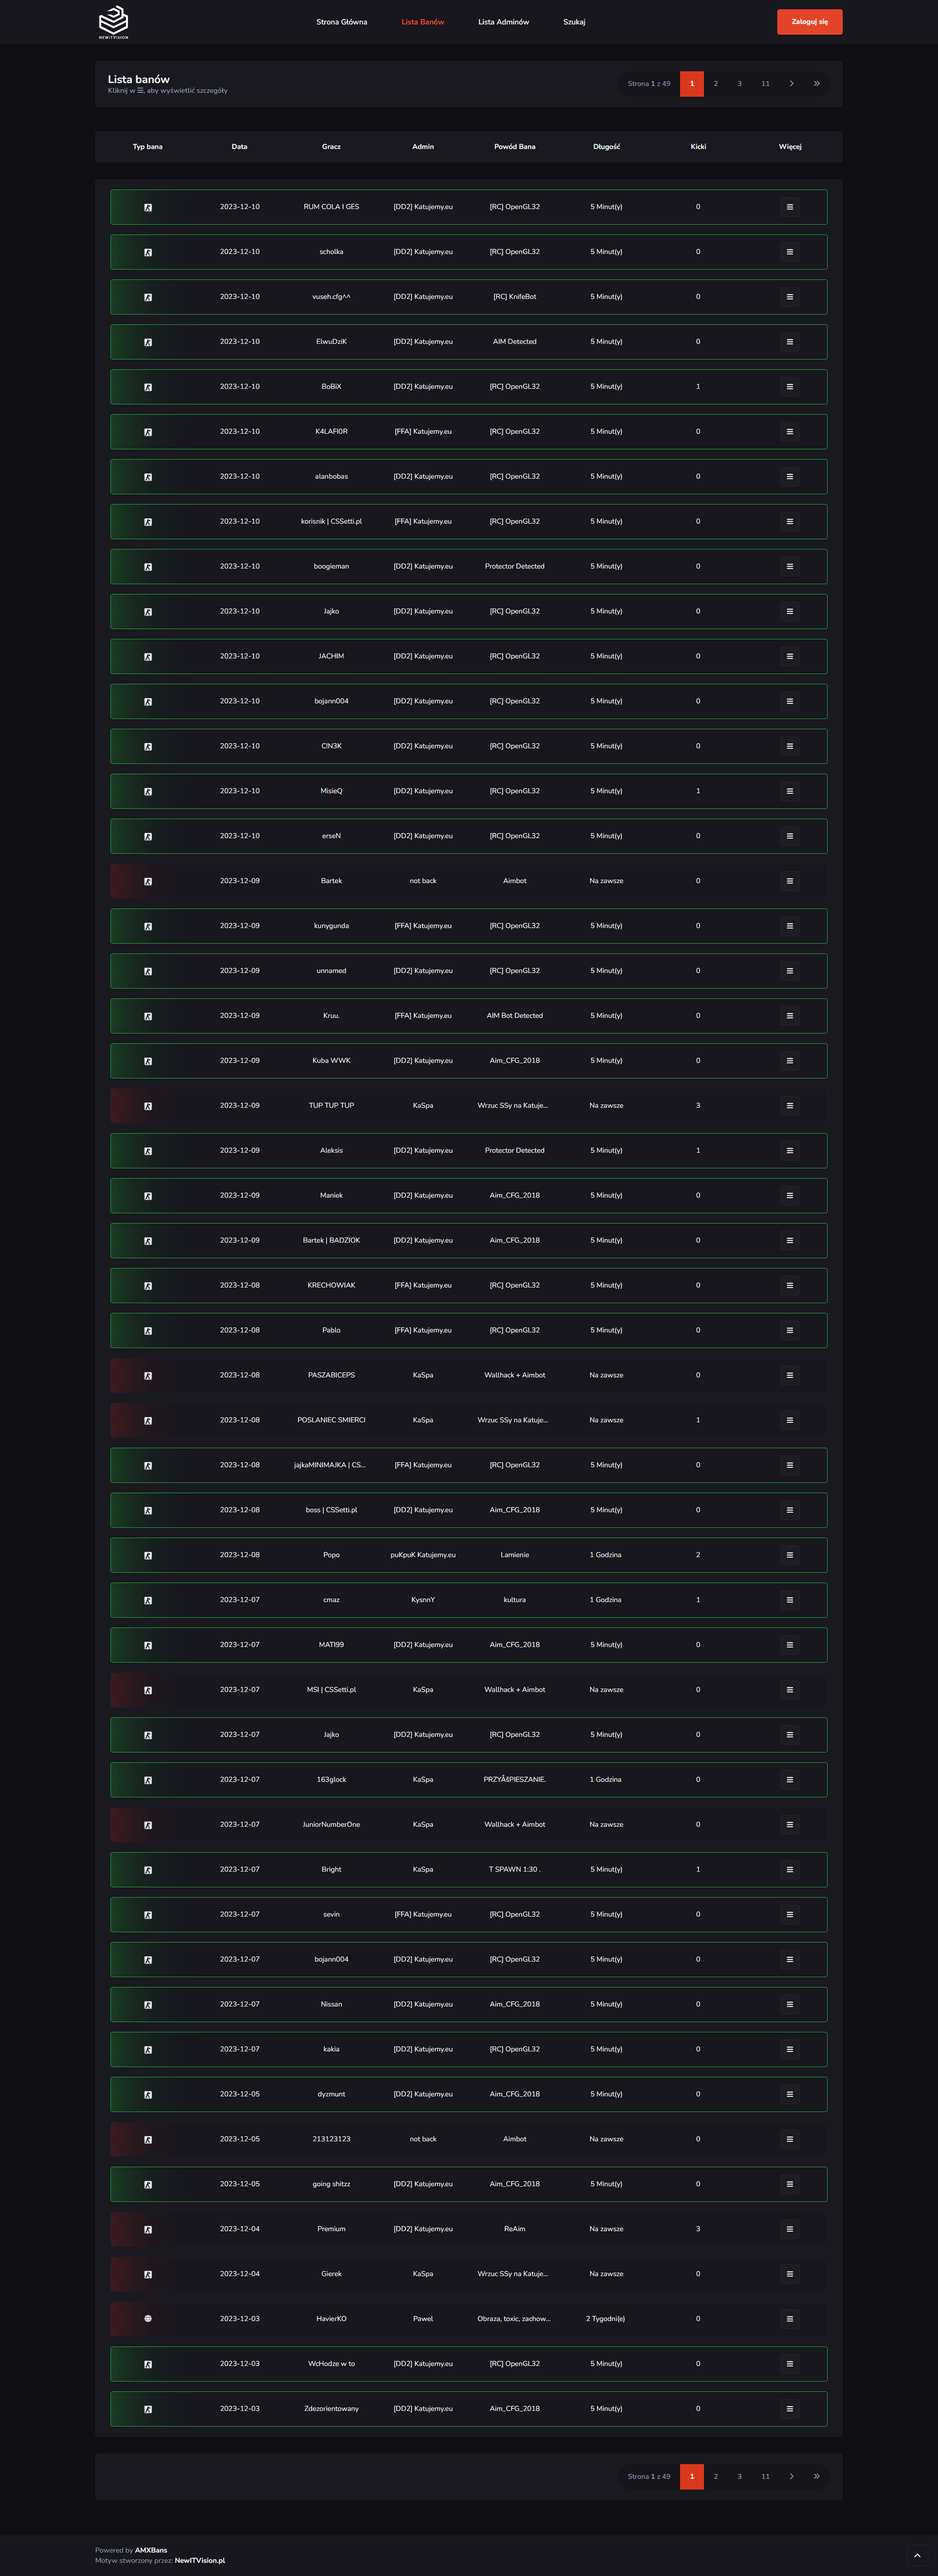 NEWITVISION
Strona Główna Lista Banów Lista Adminów Szukaj Zaloguj się
Lista banów
Kliknij w ☰, aby wyświetlić szczegóły
Strona 1 z 49 1 2 3 11
Typ bana Data Gracz Admin Powód Bana Długość Kicki Więcej
2023-12-10 RUM COLA I GES [DD2] Katujemy.eu [RC] OpenGL32 5 Minut(y) 0
2023-12-10 scholka [DD2] Katujemy.eu [RC] OpenGL32 5 Minut(y) 0
2023-12-10 vuseh.cfg^^ [DD2] Katujemy.eu [RC] KnifeBot 5 Minut(y) 0
2023-12-10 ElwuDziK [DD2] Katujemy.eu AIM Detected 5 Minut(y) 0
2023-12-10 BoBiX [DD2] Katujemy.eu [RC] OpenGL32 5 Minut(y) 1
2023-12-10 K4LAFI0R [FFA] Katujemy.eu [RC] OpenGL32 5 Minut(y) 0
2023-12-10 alanbobas [DD2] Katujemy.eu [RC] OpenGL32 5 Minut(y) 0
2023-12-10 korisnik | CSSetti.pl [FFA] Katujemy.eu [RC] OpenGL32 5 Minut(y) 0
2023-12-10 boogieman [DD2] Katujemy.eu Protector Detected 5 Minut(y) 0
2023-12-10 Jajko [DD2] Katujemy.eu [RC] OpenGL32 5 Minut(y) 0
2023-12-10 JACHIM [DD2] Katujemy.eu [RC] OpenGL32 5 Minut(y) 0
2023-12-10 bojann004 [DD2] Katujemy.eu [RC] OpenGL32 5 Minut(y) 0
2023-12-10 CIN3K [DD2] Katujemy.eu [RC] OpenGL32 5 Minut(y) 0
2023-12-10 MisieQ [DD2] Katujemy.eu [RC] OpenGL32 5 Minut(y) 1
2023-12-10 erseN [DD2] Katujemy.eu [RC] OpenGL32 5 Minut(y) 0
2023-12-09 Bartek not back Aimbot Na zawsze 0
2023-12-09 kunygunda [FFA] Katujemy.eu [RC] OpenGL32 5 Minut(y) 0
2023-12-09 unnamed [DD2] Katujemy.eu [RC] OpenGL32 5 Minut(y) 0
2023-12-09 Kruu. [FFA] Katujemy.eu AIM Bot Detected 5 Minut(y) 0
2023-12-09 Kuba WWK [DD2] Katujemy.eu Aim_CFG_2018 5 Minut(y) 0
2023-12-09 TUP TUP TUP KaSpa Wrzuc SSy na Katuje... Na zawsze 3
2023-12-09 Aleksis [DD2] Katujemy.eu Protector Detected 5 Minut(y) 1
2023-12-09 Maniek [DD2] Katujemy.eu Aim_CFG_2018 5 Minut(y) 0
2023-12-09 Bartek | BADZIOK [DD2] Katujemy.eu Aim_CFG_2018 5 Minut(y) 0
2023-12-08 KRECHOWIAK [FFA] Katujemy.eu [RC] OpenGL32 5 Minut(y) 0
2023-12-08 Pablo [FFA] Katujemy.eu [RC] OpenGL32 5 Minut(y) 0
2023-12-08 PASZABICEPS KaSpa Wallhack + Aimbot Na zawsze 0
2023-12-08 POSLANIEC SMIERCI KaSpa Wrzuc SSy na Katuje... Na zawsze 1
2023-12-08 jajkaMINIMAJKA | CS... [FFA] Katujemy.eu [RC] OpenGL32 5 Minut(y) 0
2023-12-08 boss | CSSetti.pl [DD2] Katujemy.eu Aim_CFG_2018 5 Minut(y) 0
2023-12-08 Popo puKpuK Katujemy.eu Lamienie 1 Godzina 2
2023-12-07 cmaz KysnnY kultura 1 Godzina 1
2023-12-07 MATI99 [DD2] Katujemy.eu Aim_CFG_2018 5 Minut(y) 0
2023-12-07 MSI | CSSetti.pl KaSpa Wallhack + Aimbot Na zawsze 0
2023-12-07 Jajko [DD2] Katujemy.eu [RC] OpenGL32 5 Minut(y) 0
2023-12-07 163glock KaSpa PRZYÅšPIESZANIE. 1 Godzina 0
2023-12-07 JuniorNumberOne KaSpa Wallhack + Aimbot Na zawsze 0
2023-12-07 Bright KaSpa T SPAWN 1:30 . 5 Minut(y) 1
2023-12-07 sevin [FFA] Katujemy.eu [RC] OpenGL32 5 Minut(y) 0
2023-12-07 bojann004 [DD2] Katujemy.eu [RC] OpenGL32 5 Minut(y) 0
2023-12-07 Nissan [DD2] Katujemy.eu Aim_CFG_2018 5 Minut(y) 0
2023-12-07 kakia [DD2] Katujemy.eu [RC] OpenGL32 5 Minut(y) 0
2023-12-05 dyzmunt [DD2] Katujemy.eu Aim_CFG_2018 5 Minut(y) 0
2023-12-05 213123123 not back Aimbot Na zawsze 0
2023-12-05 going shitzz [DD2] Katujemy.eu Aim_CFG_2018 5 Minut(y) 0
2023-12-04 Premium [DD2] Katujemy.eu ReAim Na zawsze 3
2023-12-04 Gierek KaSpa Wrzuc SSy na Katuje... Na zawsze 0
2023-12-03 HavierKO Pawel Obraza, toxic, zachow... 2 Tygodni(e) 0
2023-12-03 WcHodze w to [DD2] Katujemy.eu [RC] OpenGL32 5 Minut(y) 0
2023-12-03 Zdezorientowany [DD2] Katujemy.eu Aim_CFG_2018 5 Minut(y) 0
Strona 1 z 49 1 2 3 11
Powered by AMXBans
Motyw stworzony przez: NewITVision.pl